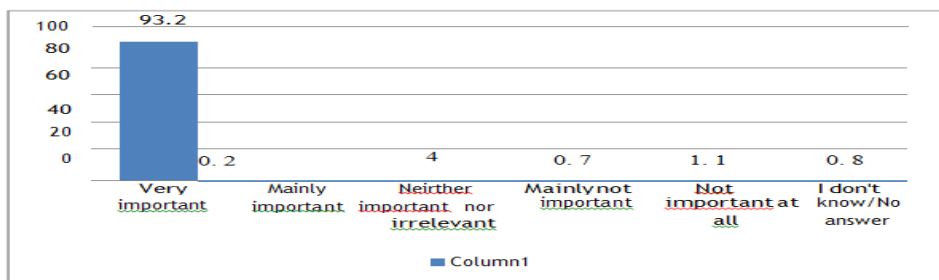 93.2
100
80
60
40
20
0
0.2
4
0.7
1.1
0.8
Very
important
Mainly
important
Neirther
important nor
irrelevant
Mainly not
important
Not
important at
all
I don't
know/No
answer
Column1